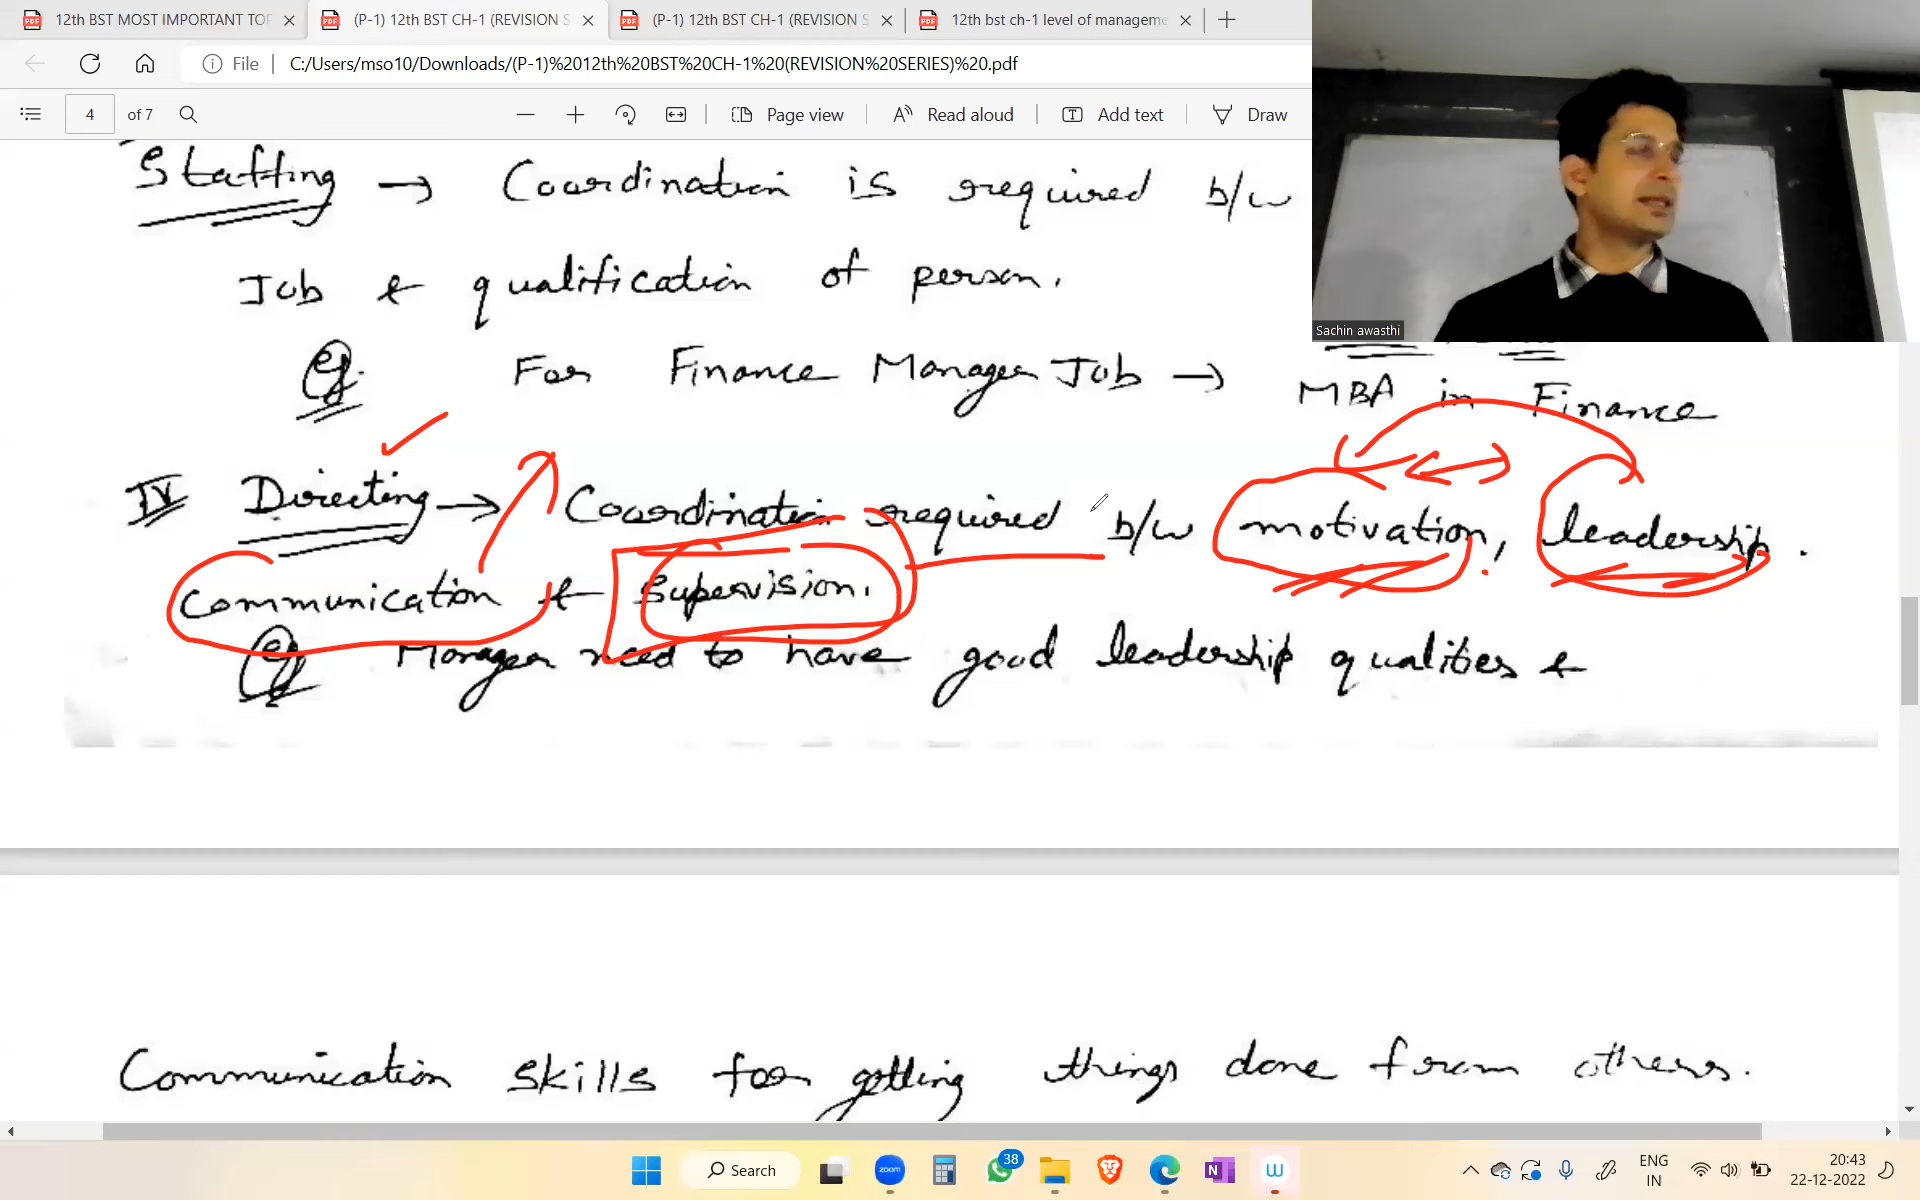 12th BST MOST IMPORTANT TOP
(P-1) 12th BST CH-1 (REVISION S
(P-1) 12th BST CH-1 (REVISION S
12th bst ch-1 level of manageme
File
C:/Users/mso10/Downloads/(P-1)%2012th%20BST%20CH-1%20(REVISION%20SERIES)%20.pdf
4 of 7
Page view
Read aloud
Add text
Draw
Staffing → Coordination is required b/w
Job & qualification of person.
Eg. For Finance Manager Job → MBA in Finance
IV Directing → Coordination required b/w motivation, leadership.
communication & supervision.
Eg Manager need to have good leadership qualities &
Communication skills for getting things done from others.
Sachin awasthi
Search
zoom
38
N
W
ENG
IN
20:43
22-12-2022